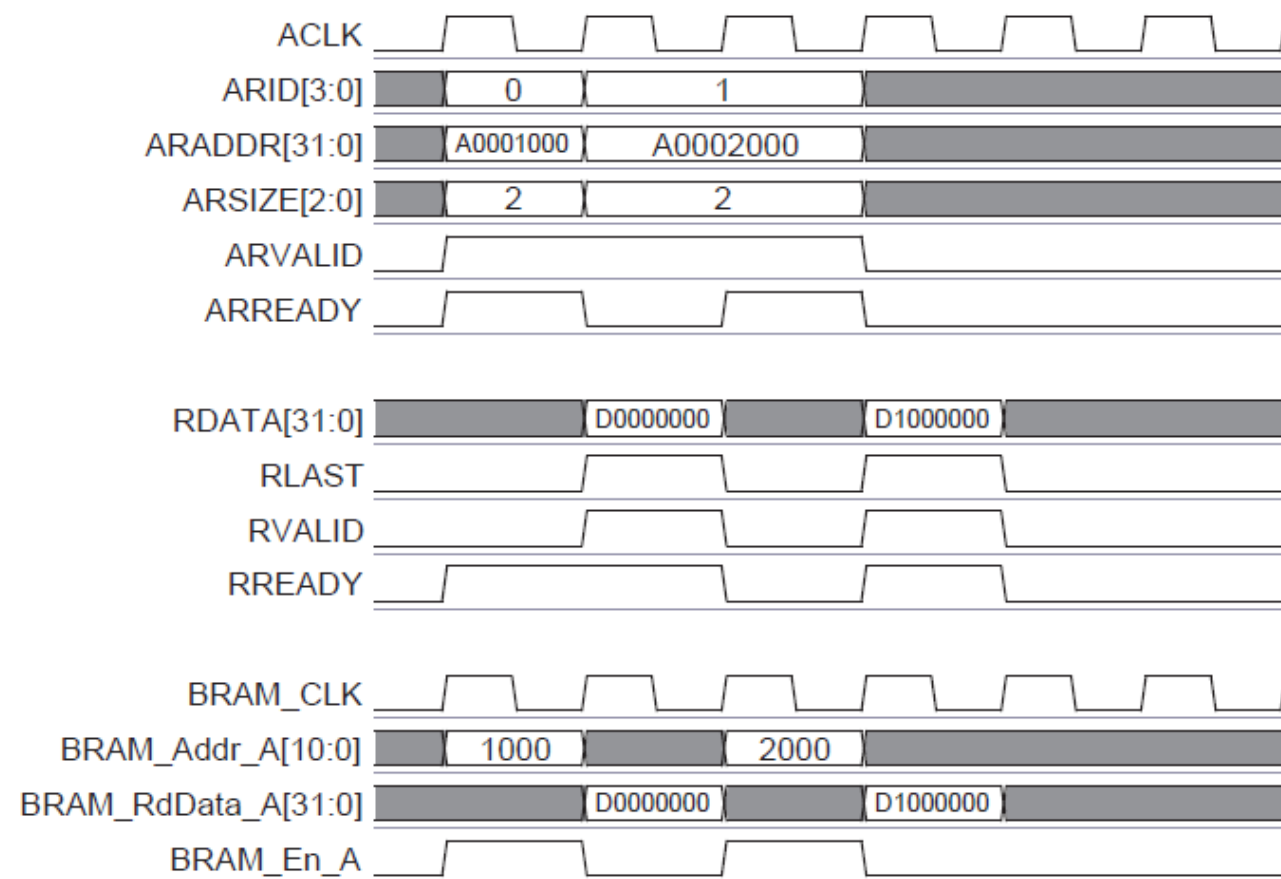 ACLK
ARID[3:0] 0 1
ARADDR[31:0] A0001000 A0002000
ARSIZE[2:0] 2 2
ARVALID
ARREADY
RDATA[31:0] D0000000 D1000000
RLAST
RVALID
RREADY
BRAM_CLK
BRAM_Addr_A[10:0] 1000 2000
BRAM_RdData_A[31:0] D0000000 D1000000
BRAM_En_A